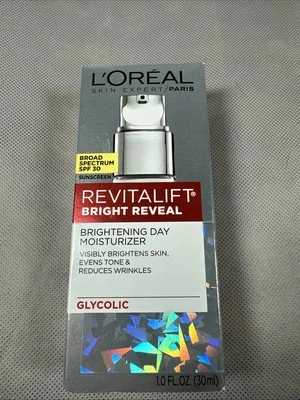 L'ORÉAL
SKIN EXPERT / PARIS
BROAD
SPECTRUM
SPF 30
SUNSCREEN
REVITALIFT®
BRIGHT REVEAL
BRIGHTENING DAY
MOISTURIZER
VISIBLY BRIGHTENS SKIN,
EVENS TONE &
REDUCES WRINKLES
GLYCOLIC
1.0 FL. OZ. (30ml)